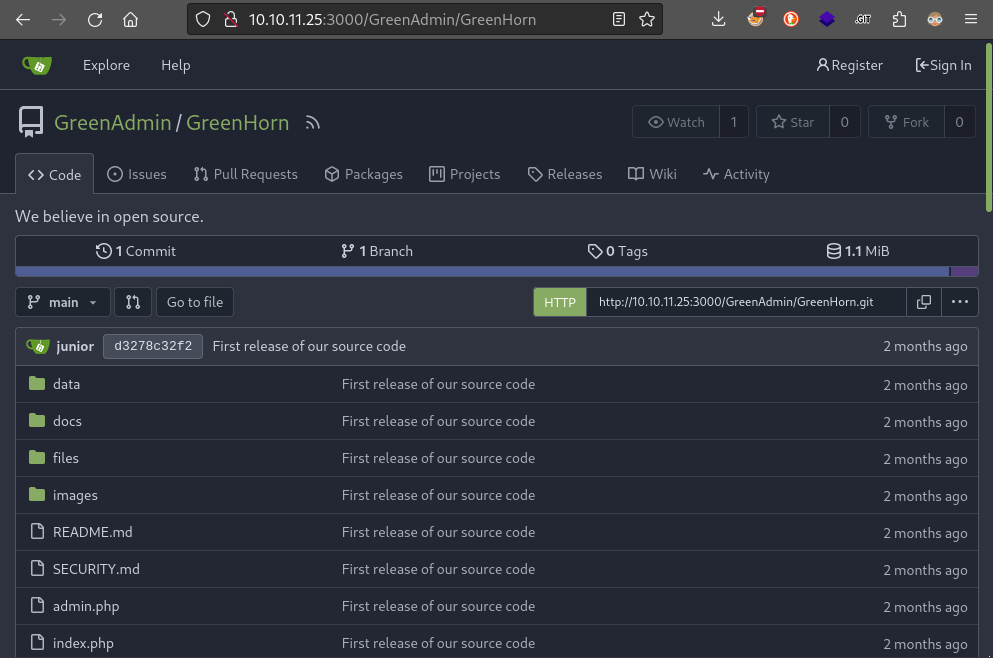 10.10.11.25:3000/GreenAdmin/GreenHorn
.GIT
Explore Help Register Sign In
GreenAdmin / GreenHorn Watch 1 Star 0 Fork 0
Code Issues Pull Requests Packages Projects Releases Wiki Activity
We believe in open source.
1 Commit 1 Branch 0 Tags 1.1 MiB
main Go to file HTTP http://10.10.11.25:3000/GreenAdmin/GreenHorn.git
junior d3278c32f2 First release of our source code 2 months ago
data First release of our source code 2 months ago
docs First release of our source code 2 months ago
files First release of our source code 2 months ago
images First release of our source code 2 months ago
README.md First release of our source code 2 months ago
SECURITY.md First release of our source code 2 months ago
admin.php First release of our source code 2 months ago
index.php First release of our source code 2 months ago